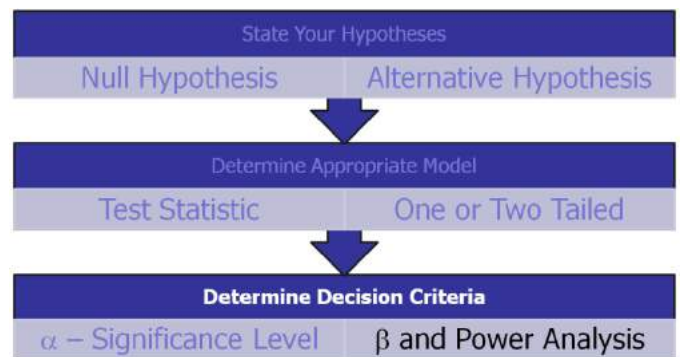 State Your Hypotheses
Null Hypothesis Alternative Hypothesis
Determine Appropriate Model
Test Statistic One or Two Tailed
Determine Decision Criteria
α – Significance Level β and Power Analysis